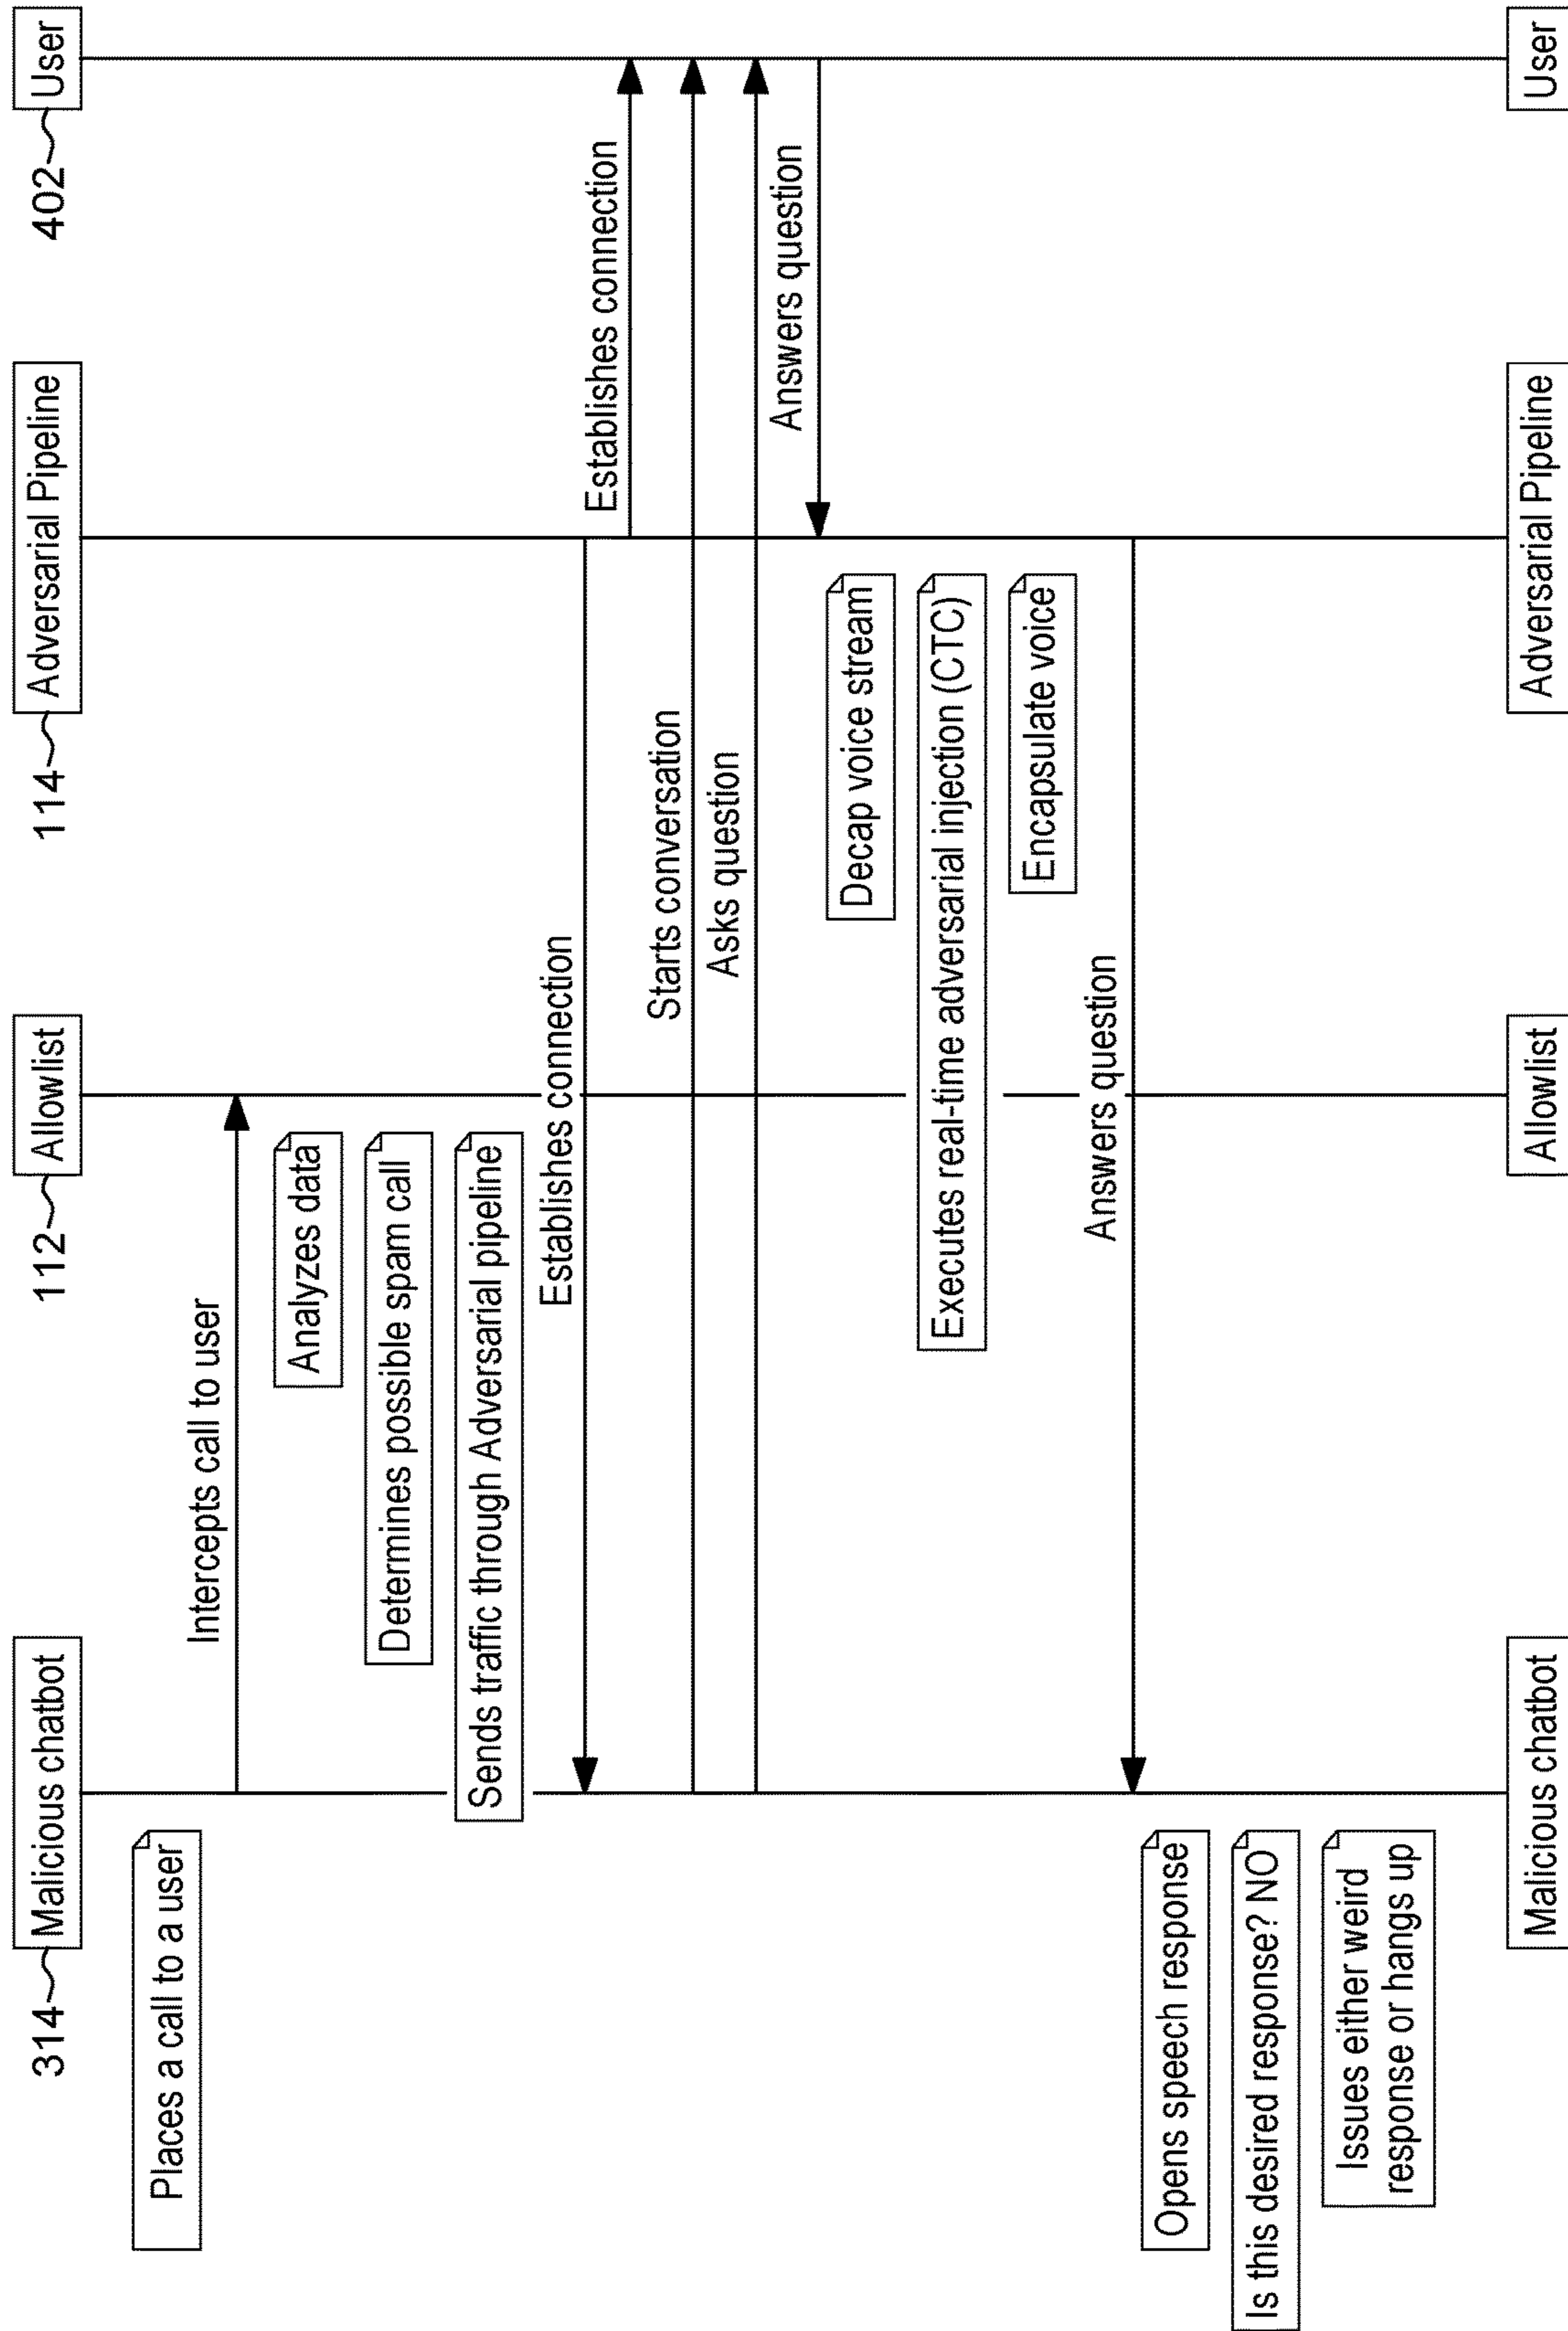 314 Malicious chatbot
112 Allowlist
114 Adversarial Pipeline
402 User
Places a call to a user
Intercepts call to user
Analyzes data
Determines possible spam call
Sends traffic through Adversarial pipeline
Establishes connection
Establishes connection
Starts conversation
Asks question
Answers question
Decap voice stream
Executes real-time adversarial injection (CTC)
Encapsulate voice
Answers question
Opens speech response
Is this desired response? NO
Issues either weird
response or hangs up
Malicious chatbot
Allowlist
Adversarial Pipeline
User